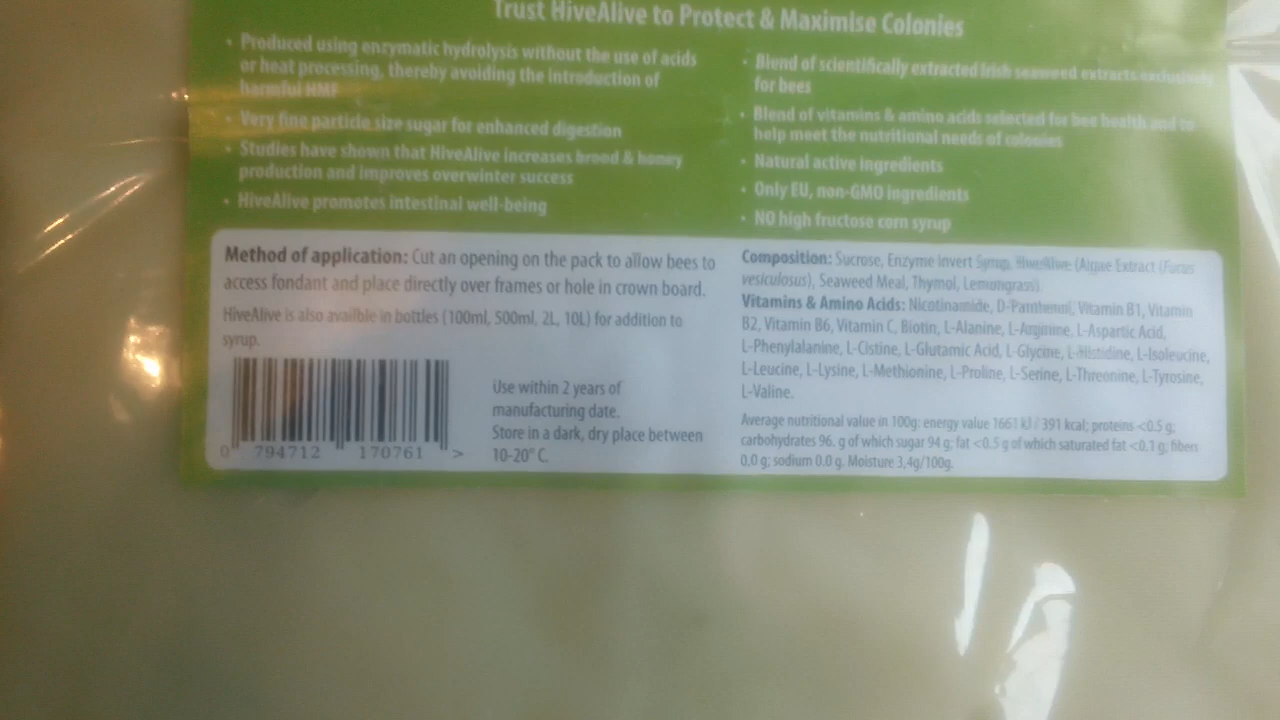 Trust HiveAlive to Protect & Maximise Colonies
• Produced using enzymatic hydrolysis without the use of acids
or heat processing, thereby avoiding the introduction of
harmful HMF
• Very fine particle size sugar for enhanced digestion
• Studies have shown that HiveAlive increases brood & honey
production and improves overwinter success
• HiveAlive promotes intestinal well-being
• Blend of scientifically extracted Irish seaweed extracts exclusively
for bees
• Blend of vitamins & amino acids selected for bee health and to
help meet the nutritional needs of colonies
• Natural active ingredients
• Only EU, non-GMO ingredients
• NO high fructose corn syrup
Method of application: Cut an opening on the pack to allow bees to
access fondant and place directly over frames or hole in crown board.
HiveAlive is also availble in bottles (100ml, 500ml, 2L, 10L) for addition to
syrup.
0 794712 170761 >
Use within 2 years of
manufacturing date.
Store in a dark, dry place between
10-20° C.
Composition: Sucrose, Enzyme Invert Syrup, HiveAlive (Algae Extract (Fucus
vesiculosus), Seaweed Meal, Thymol, Lemongrass).
Vitamins & Amino Acids: Nicotinamide, D-Panthenol, Vitamin B1, Vitamin
B2, Vitamin B6, Vitamin C, Biotin, L-Alanine, L-Arginine, L-Aspartic Acid,
L-Phenylalanine, L-Cistine, L-Glutamic Acid, L-Glycine, L-Histidine, L-Isoleucine,
L-Leucine, L-Lysine, L-Methionine, L-Proline, L-Serine, L-Threonine, L-Tyrosine,
L-Valine.
Average nutritional value in 100g: energy value 1661 kJ / 391 kcal; proteins <0.5 g;
carbohydrates 96. g of which sugar 94 g; fat <0.5 g of which saturated fat <0.1 g; fibers
0.0 g; sodium 0.0 g. Moisture 3,4g/100g.